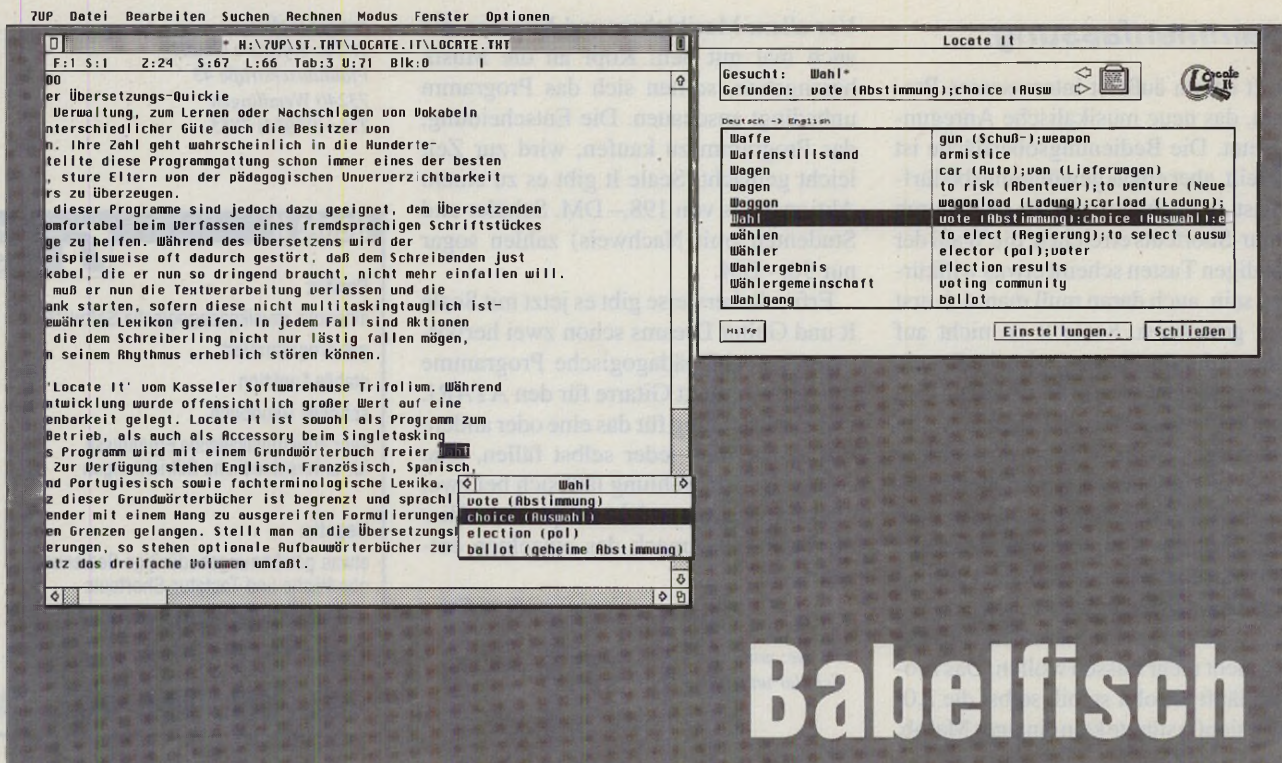 7UP Datei Bearbeiten Suchen Rechnen Modus Fenster Optionen
* H:\7UP\ST.TXT\LOCATE.IT\LOCATE.TXT
F:1 S:1 Z:24 S:67 L:66 Tab:3 U:71 Blk:0
00
er Übersetzungs-Quickie
Verwaltung, zum Lernen oder Nachschlagen von Vokabeln
nterschiedlicher Güte auch die Besitzer von
n. Ihre Zahl geht wahrscheinlich in die Hunderte.
tellte diese Programmgattung schon immer eines der besten
, sture Eltern von der pädagogischen Unververzichtbarkeit
rs zu überzeugen.
dieser Programme sind jedoch dazu geeignet, dem Übersetzenden
omfortabel beim Verfassen eines fremdsprachigen Schriftstückes
ge zu helfen. Während des Übersetzens wird der
eispielsweise oft dadurch gestört, daß dem Schreibenden just
kabel, die er nun so dringend braucht, nicht mehr einfallen will.
muß er nun die Textverarbeitung verlassen und die
ank starten, sofern diese nicht multitaskingtauglich ist
ewährten Lexikon greifen. In jedem Fall sind Aktionen
die dem Schreiberling nicht nur lästig fallen mögen,
n seinem Rhythmus erheblich stören können.
'Locate It' vom Kasseler Softwarehaus Trifolium. Während
ntwicklung wurde offensichtlich großer Wert auf eine
enbarkeit gelegt. Locate It ist sowohl als Programm zum
Betrieb, als auch als Accessory beim Singletasking
s Programm wird mit einem Grundwörterbuch freier Wahl
Zur Verfügung stehen Englisch, Französisch, Spanisch,
nd Portugiesisch sowie fachterminologische Lexika.
z dieser Grundwörterbücher ist begrenzt und sprachl
ender mit einem Hang zu ausgereiften Formulierungen
en Grenzen gelangen. Stellt man an die Übersetzungs
erungen, so stehen optionale Aufbauwörterbücher zur
atz das dreifache Volumen umfaßt.
Wahl
vote (Abstimmung)
choice (Auswahl)
election (pol)
ballot (geheime Abstimmung)
Locate It
Gesucht: Wahl*
Gefunden: vote (Abstimmung);choice (Ausw
Locate it
Deutsch -> Englisch
Waffe gun (Schuß-);weapon
Waffenstillstand armistice
Wagen car (Auto);van (Lieferwagen)
wagen to risk (Abenteuer);to venture (Neue
Waggon wagonload (Ladung);carload (Ladung);
Wahl vote (Abstimmung);choice (Auswahl);e
wählen to elect (Regierung);to select (ausw
Wähler elector (pol);voter
Wahlergebnis poll results
Wählergemeinschaft voting community
Wahlgang ballot
Hilfe Einstellungen. Schließen
Babelfisch